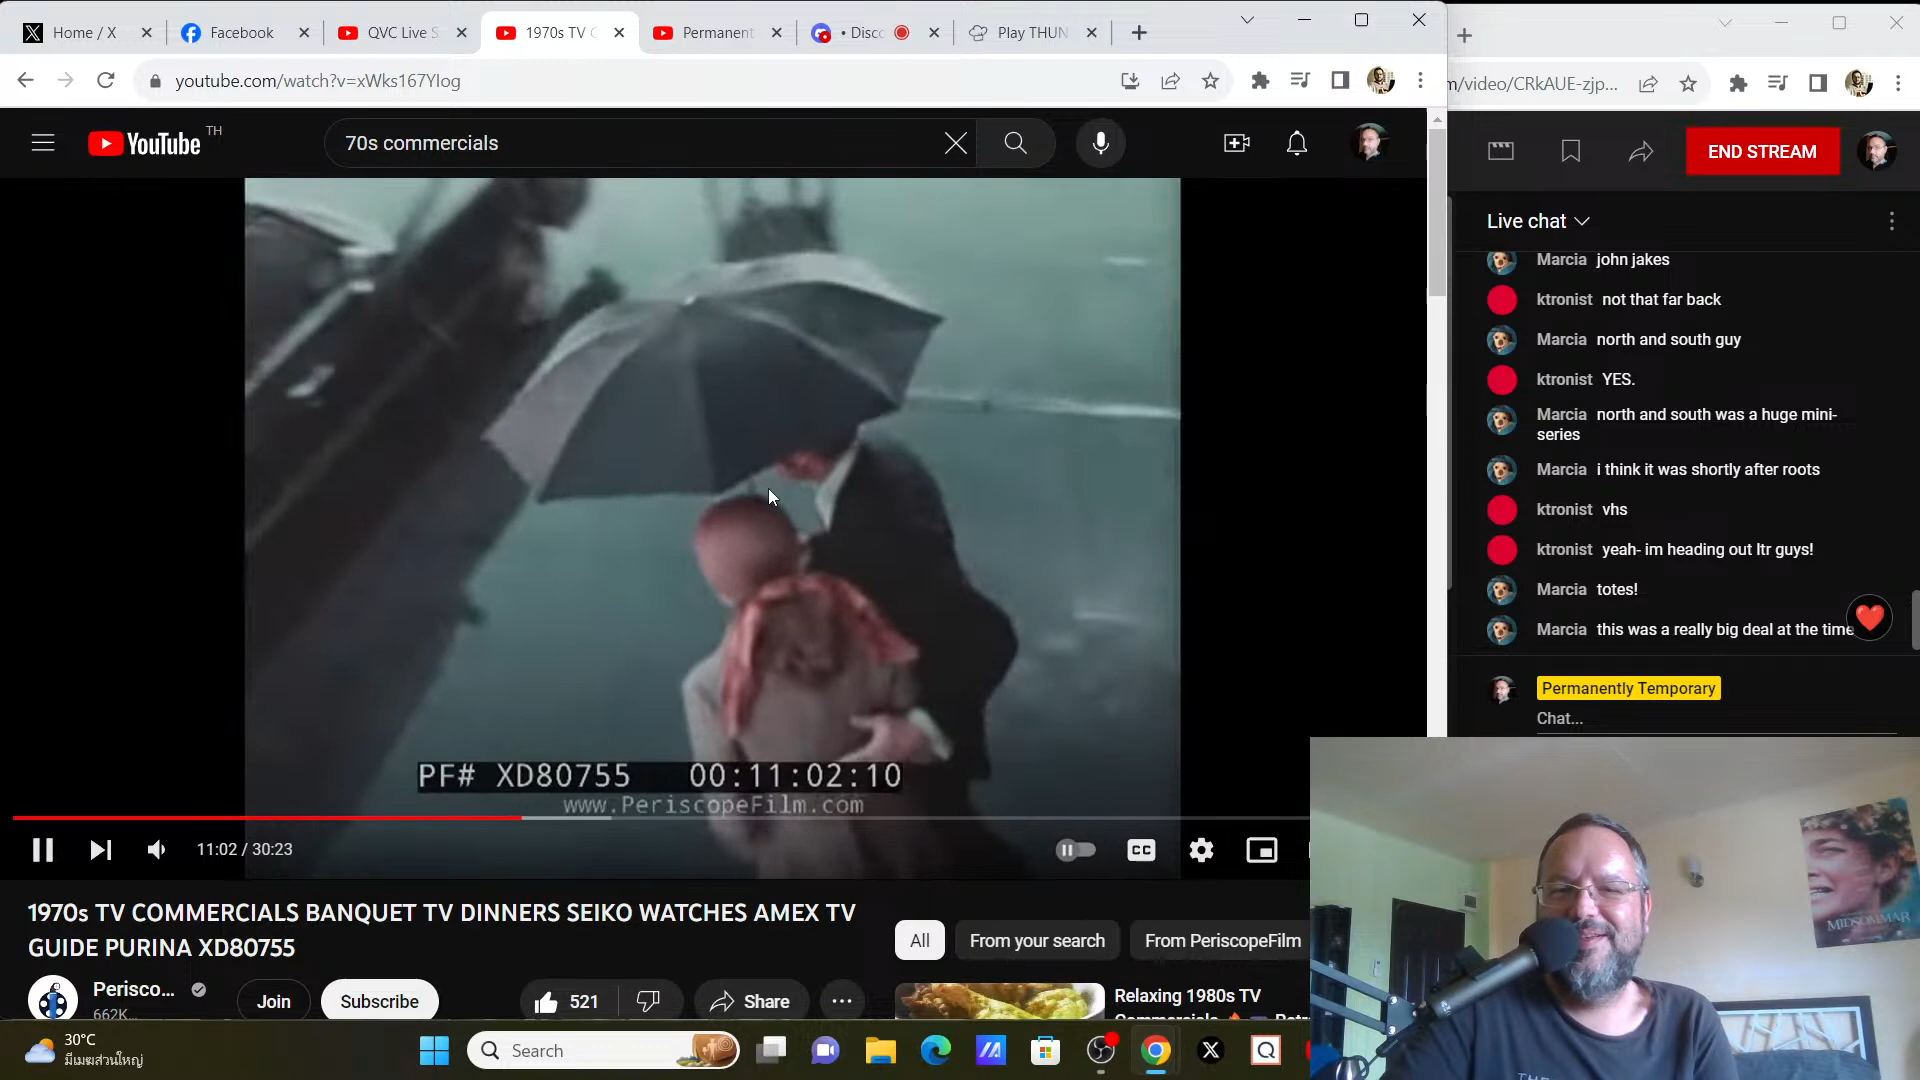 Home / X
Facebook
QVC Live S
1970s TV C
Permanent
• Disco
Play THUN
youtube.com/watch?v=xWks167Ylog
n/video/CRkAUE-zjp...
YouTube TH
70s commercials
END STREAM
Live chat
Marcia john jakes
ktronist not that far back
Marcia north and south guy
ktronist YES.
Marcia north and south was a huge mini-
series
Marcia i think it was shortly after roots
ktronist vhs
ktronist yeah- im heading out ltr guys!
Marcia totes!
Marcia this was a really big deal at the time
Permanently Temporary
Chat...
PF# XD80755 00:11:02:10
www.PeriscopeFilm.com
11:02 / 30:23
CC
1970s TV COMMERCIALS BANQUET TV DINNERS SEIKO WATCHES AMEX TV
GUIDE PURINA XD80755
All
From your search
From PeriscopeFilm
Perisco...
662K...
Join
Subscribe
521
Share
Relaxing 1980s TV
MIDSOMMAR
THE
30°C
มีเมฆส่วนใหญ่
Search